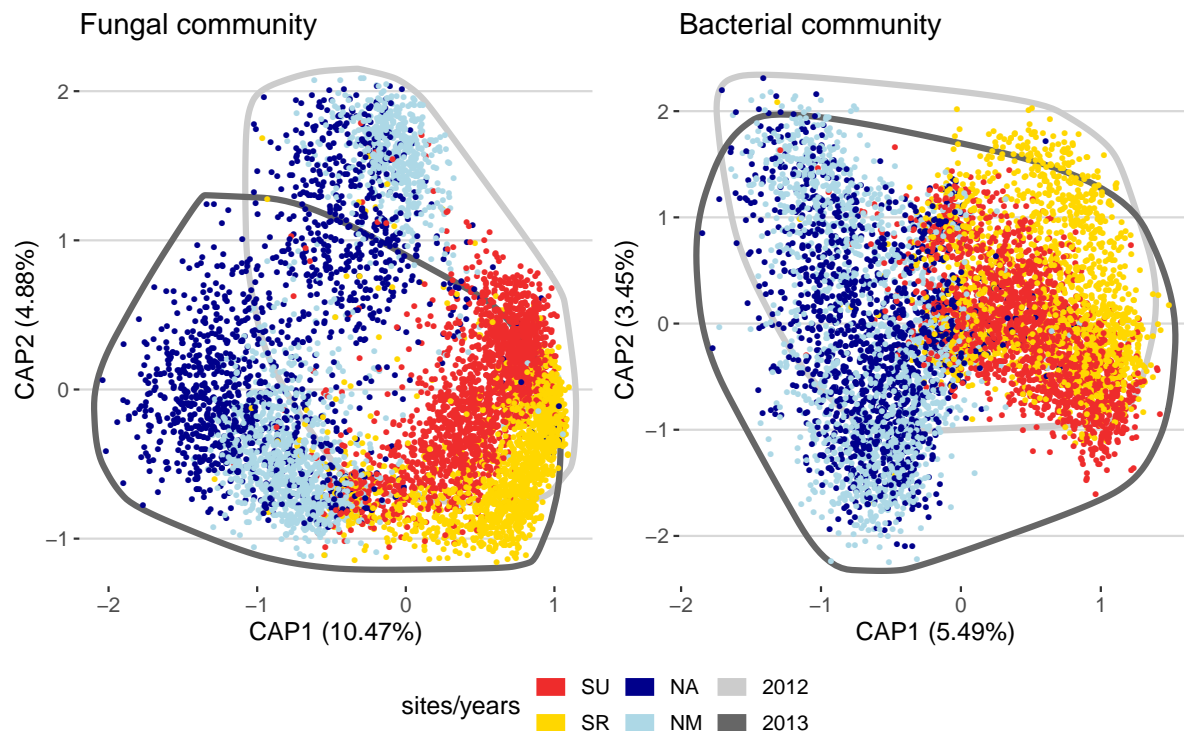 Fungal community
Bacterial community
CAP2 (4.88%)
2
1
0
−1
−2
−1
0
1
CAP1 (10.47%)
CAP2 (3.45%)
2
1
0
−1
−2
−2
−1
0
1
CAP1 (5.49%)
sites/years
SU
NA
2012
SR
NM
2013